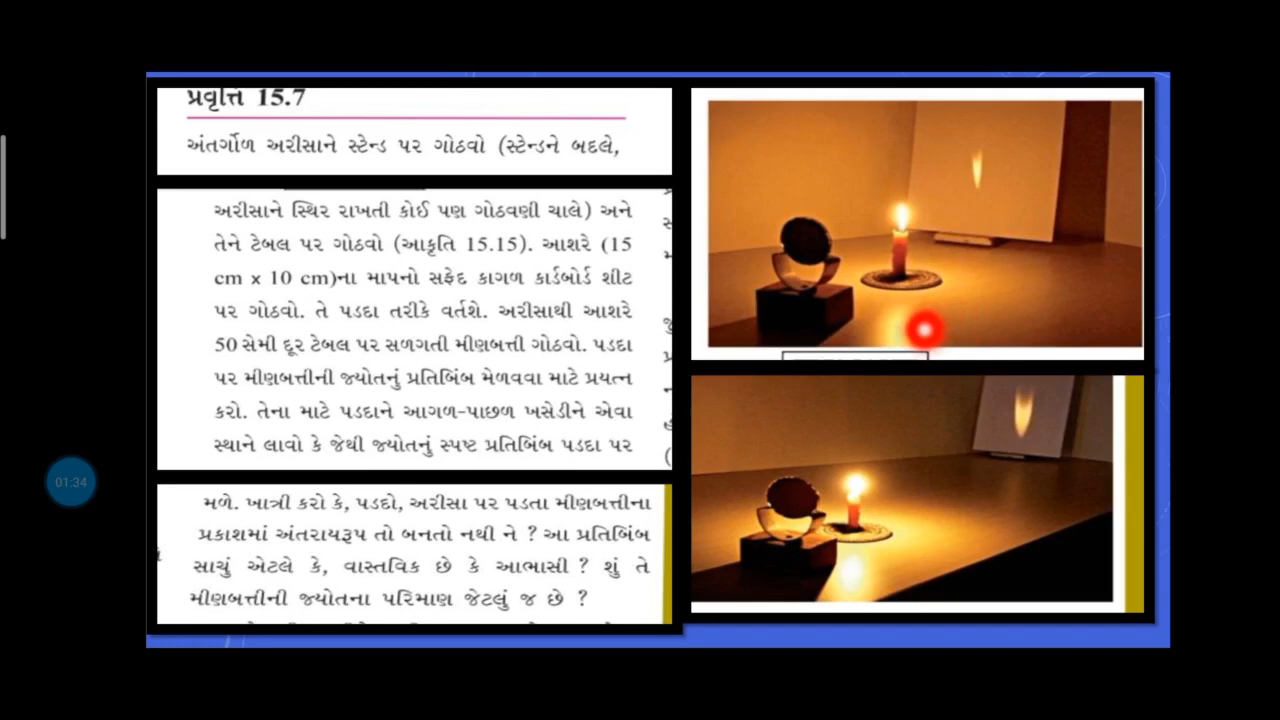 પ્રવૃત્તિ 15.7
અંતર્ગોળ અરીસાને સ્ટેન્ડ પર ગોઠવો (સ્ટેન્ડને બદલે,
અરીસાને સ્થિર રાખતી કોઈ પણ ગોઠવણી ચાલે) અને
તેને ટેબલ પર ગોઠવો (આકૃતિ 15.15). આશરે (15
cm x 10 cm)ના માપનો સફેદ કાગળ કાર્ડબોર્ડ શીટ
પર ગોઠવો. તે પડદા તરીકે વર્તશે. અરીસાથી આશરે
50 સેમી દૂર ટેબલ પર સળગતી મીણબત્તી ગોઠવો. પડદા
પર મીણબત્તીની જ્યોતનું પ્રતિબિંબ મેળવવા માટે પ્રયત્ન
કરો. તેના માટે પડદાને આગળ-પાછળ ખસેડીને એવા
સ્થાને લાવો કે જેથી જ્યોતનું સ્પષ્ટ પ્રતિબિંબ પડદા પર
મળે. ખાત્રી કરો કે, પડદો, અરીસા પર પડતા મીણબત્તીના
પ્રકાશમાં અંતરાયરૂપ તો બનતો નથી ને ? આ પ્રતિબિંબ
સાચું એટલે કે, વાસ્તવિક છે કે આભાસી ? શું તે
મીણબત્તીની જ્યોતના પરિમાણ જેટલું જ છે ?
01:34